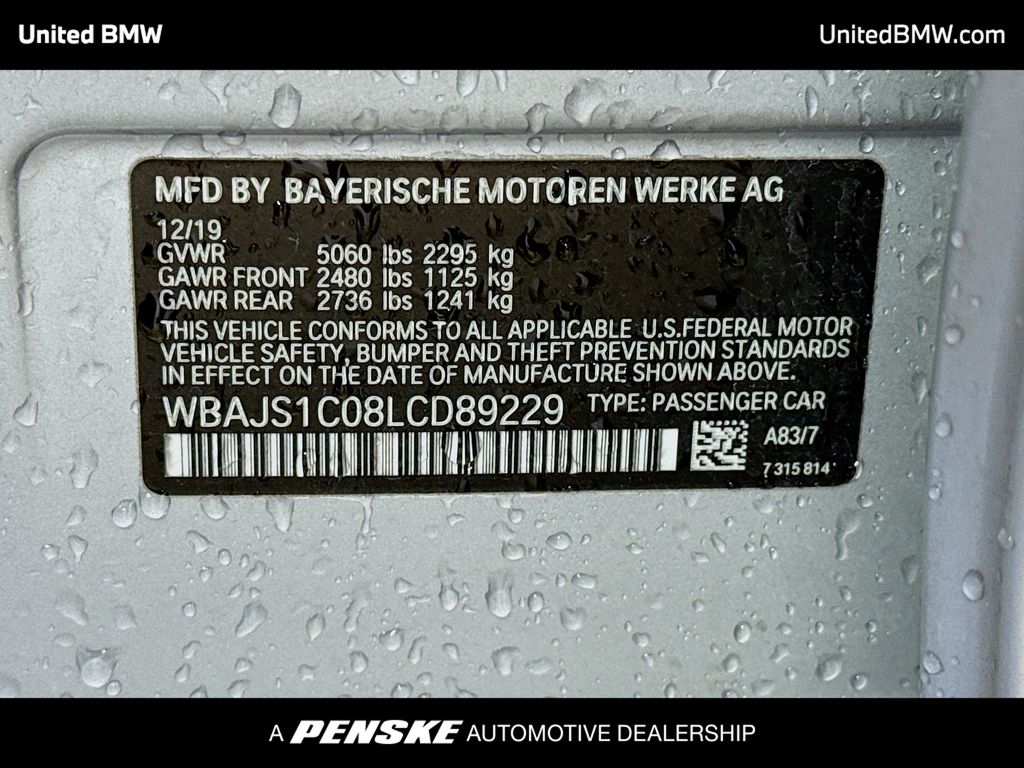 United BMW
UnitedBMW.com
MFD BY BAYERISCHE MOTOREN WERKE AG
12/19
GVWR 5060 lbs 2295 kg
GAWR FRONT 2480 lbs 1125 kg
GAWR REAR 2736 lbs 1241 kg
THIS VEHICLE CONFORMS TO ALL APPLICABLE U.S.FEDERAL MOTOR
VEHICLE SAFETY, BUMPER AND THEFT PREVENTION STANDARDS
IN EFFECT ON THE DATE OF MANUFACTURE SHOWN ABOVE.
WBAJS1C08LCD89229 TYPE: PASSENGER CAR
A83/7
7 315 814
A PENSKE AUTOMOTIVE DEALERSHIP